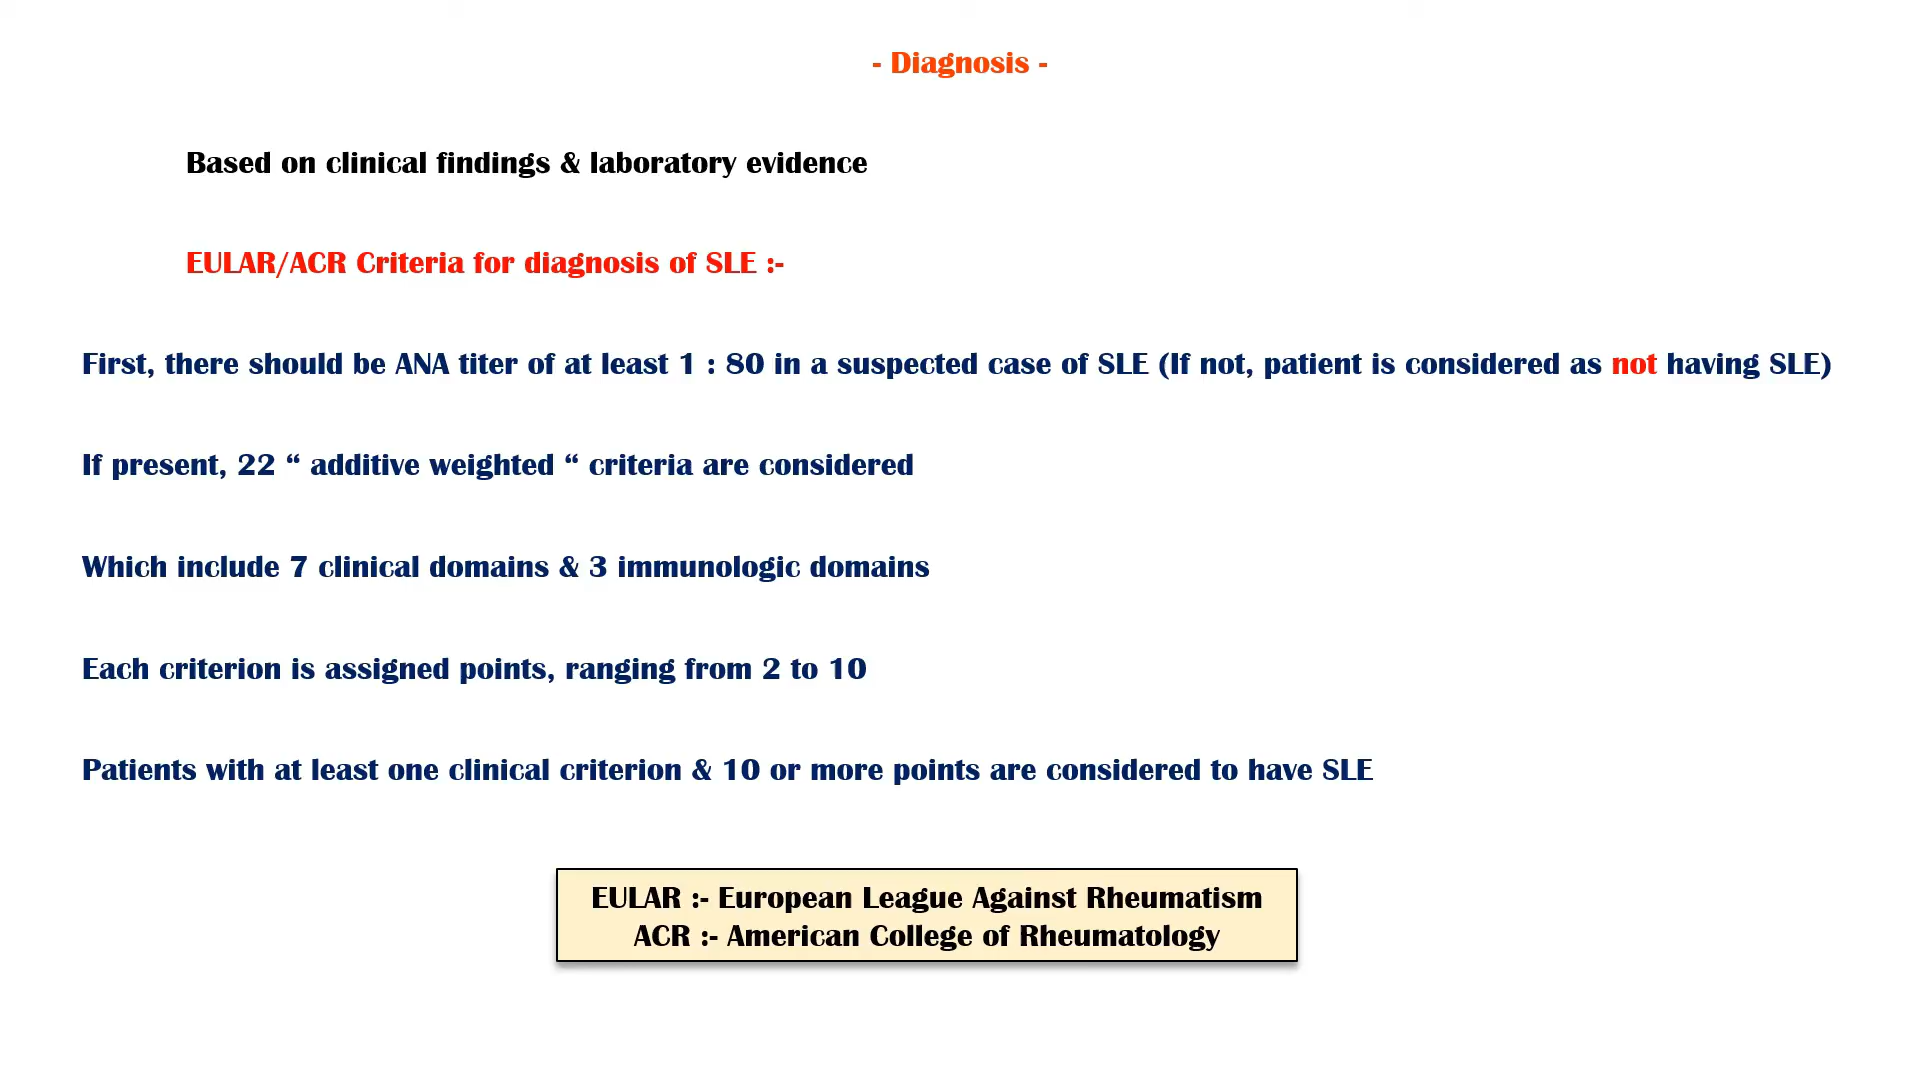 - Diagnosis -
Based on clinical findings & laboratory evidence
EULAR/ACR Criteria for diagnosis of SLE :-
First, there should be ANA titer of at least 1 : 80 in a suspected case of SLE (If not, patient is considered as not having SLE)
If present, 22 “ additive weighted “ criteria are considered
Which include 7 clinical domains & 3 immunologic domains
Each criterion is assigned points, ranging from 2 to 10
Patients with at least one clinical criterion & 10 or more points are considered to have SLE
EULAR :- European League Against Rheumatism
ACR :- American College of Rheumatology